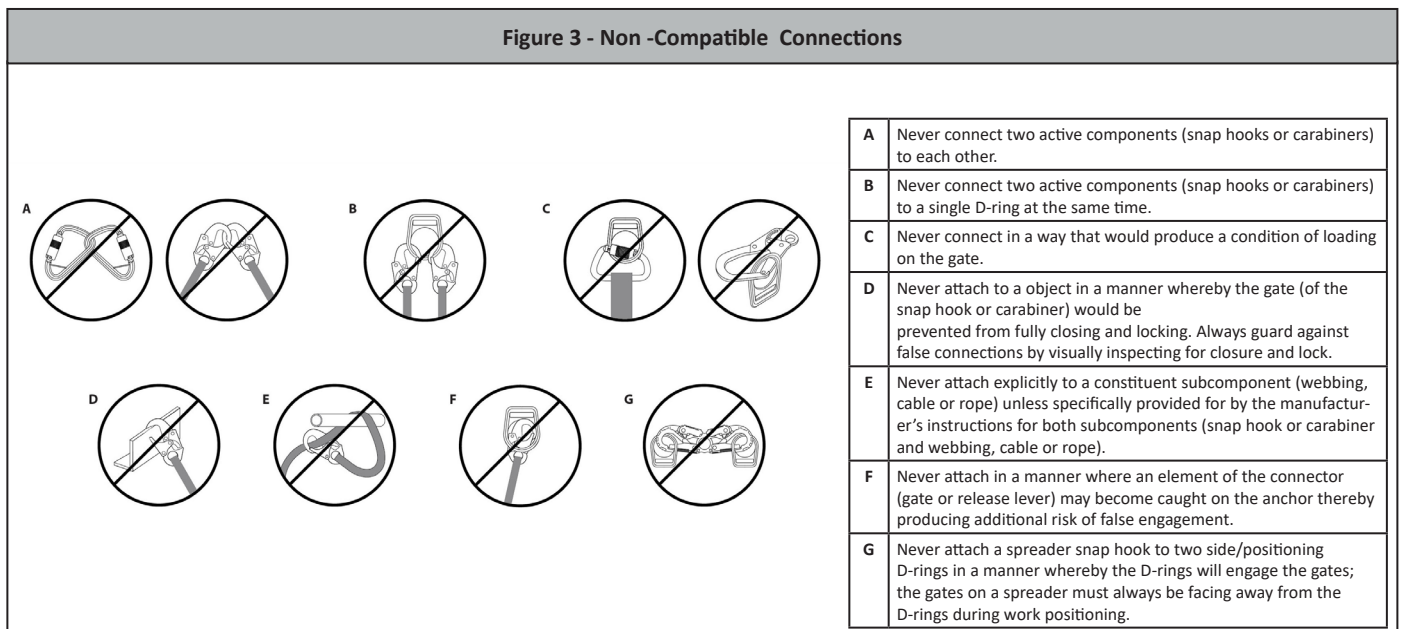 Figure 3 - Non -Compatible Connections
A
B
C
D
E
F
G
A Never connect two active components (snap hooks or carabiners)
to each other.
B Never connect two active components (snap hooks or carabiners)
to a single D-ring at the same time.
C Never connect in a way that would produce a condition of loading
on the gate.
D Never attach to a object in a manner whereby the gate (of the
snap hook or carabiner) would be
prevented from fully closing and locking. Always guard against
false connections by visually inspecting for closure and lock.
E Never attach explicitly to a constituent subcomponent (webbing,
cable or rope) unless specifically provided for by the manufactur-
er's instructions for both subcomponents (snap hook or carabiner
and webbing, cable or rope).
F Never attach in a manner where an element of the connector
(gate or release lever) may become caught on the anchor thereby
producing additional risk of false engagement.
G Never attach a spreader snap hook to two side/positioning
D-rings in a manner whereby the D-rings will engage the gates;
the gates on a spreader must always be facing away from the
D-rings during work positioning.